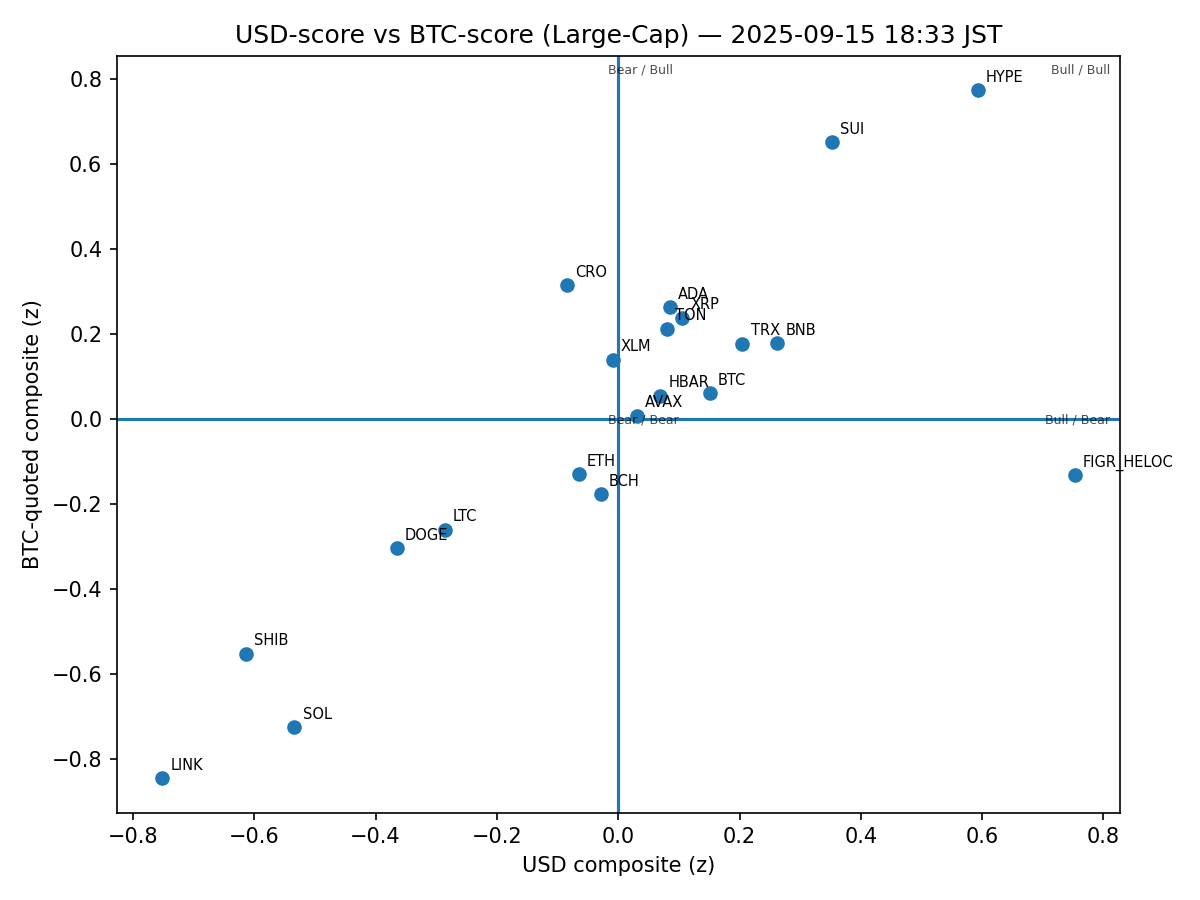 USD-score vs BTC-score (Large-Cap) — 2025-09-15 18:33 JST
Bear / Bull
Bull / Bull
HYPE
SUI
CRO
ADA
XRP
TON
TRX
BNB
XLM
HBAR
BTC
AVAX
Bear / Bear
Bull / Bear
ETH
FIGR_HELOC
BCH
LTC
DOGE
SHIB
SOL
LINK
0.8
0.6
0.4
0.2
0.0
−0.2
−0.4
−0.6
−0.8
BTC-quoted composite (z)
−0.8 −0.6 −0.4 −0.2 0.0 0.2 0.4 0.6 0.8
USD composite (z)